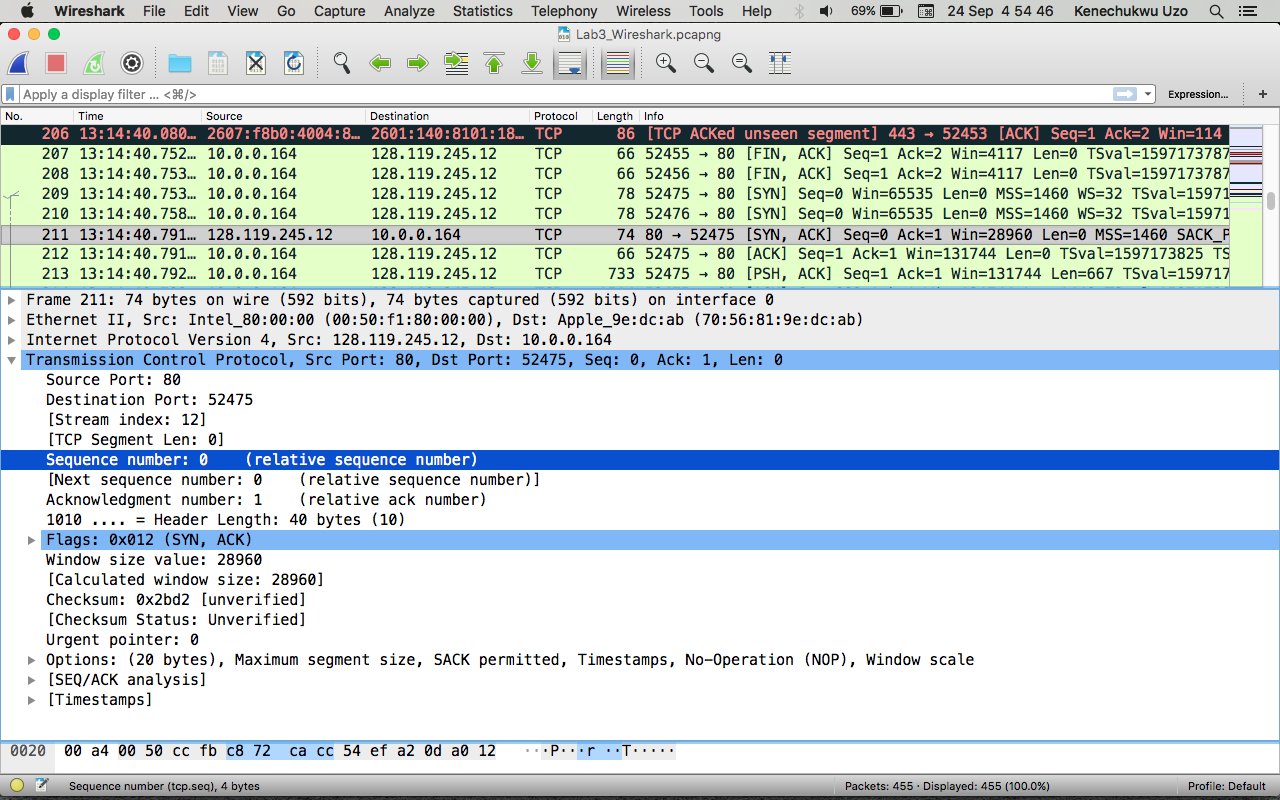 Wireshark File Edit View Go Capture Analyze Statistics Telephony Wireless Tools Help 69% 24 Sep 4 54 46 Kenechukwu Uzo
Lab3_Wireshark.pcapng
Apply a display filter ... <⌘/> Expression... +
No. Time Source Destination Protocol Length Info
206 13:14:40.080... 2607:f8b0:4004:8... 2601:140:8101:18... TCP 86 [TCP ACKed unseen segment] 443 → 52453 [ACK] Seq=1 Ack=2 Win=114
207 13:14:40.752... 10.0.0.164 128.119.245.12 TCP 66 52455 → 80 [FIN, ACK] Seq=1 Ack=2 Win=4117 Len=0 TSval=1597173787
208 13:14:40.753... 10.0.0.164 128.119.245.12 TCP 66 52456 → 80 [FIN, ACK] Seq=1 Ack=2 Win=4117 Len=0 TSval=1597173787
209 13:14:40.753... 10.0.0.164 128.119.245.12 TCP 78 52475 → 80 [SYN] Seq=0 Win=65535 Len=0 MSS=1460 WS=32 TSval=15971
210 13:14:40.758... 10.0.0.164 128.119.245.12 TCP 78 52476 → 80 [SYN] Seq=0 Win=65535 Len=0 MSS=1460 WS=32 TSval=15971
211 13:14:40.791... 128.119.245.12 10.0.0.164 TCP 74 80 → 52475 [SYN, ACK] Seq=0 Ack=1 Win=28960 Len=0 MSS=1460 SACK_P
212 13:14:40.791... 10.0.0.164 128.119.245.12 TCP 66 52475 → 80 [ACK] Seq=1 Ack=1 Win=131744 Len=0 TSval=1597173825 TS
213 13:14:40.792... 10.0.0.164 128.119.245.12 TCP 733 52475 → 80 [PSH, ACK] Seq=1 Ack=1 Win=131744 Len=667 TSval=159717
Frame 211: 74 bytes on wire (592 bits), 74 bytes captured (592 bits) on interface 0
Ethernet II, Src: Intel_80:00:00 (00:50:f1:80:00:00), Dst: Apple_9e:dc:ab (70:56:81:9e:dc:ab)
Internet Protocol Version 4, Src: 128.119.245.12, Dst: 10.0.0.164
Transmission Control Protocol, Src Port: 80, Dst Port: 52475, Seq: 0, Ack: 1, Len: 0
Source Port: 80
Destination Port: 52475
[Stream index: 12]
[TCP Segment Len: 0]
Sequence number: 0 (relative sequence number)
[Next sequence number: 0 (relative sequence number)]
Acknowledgment number: 1 (relative ack number)
1010 .... = Header Length: 40 bytes (10)
Flags: 0x012 (SYN, ACK)
Window size value: 28960
[Calculated window size: 28960]
Checksum: 0x2bd2 [unverified]
[Checksum Status: Unverified]
Urgent pointer: 0
Options: (20 bytes), Maximum segment size, SACK permitted, Timestamps, No-Operation (NOP), Window scale
[SEQ/ACK analysis]
[Timestamps]
0020 00 a4 00 50 cc fb c8 72 ca cc 54 ef a2 0d a0 12 ···P···r ··T·····
Sequence number (tcp.seq), 4 bytes Packets: 455 · Displayed: 455 (100.0%) Profile: Default